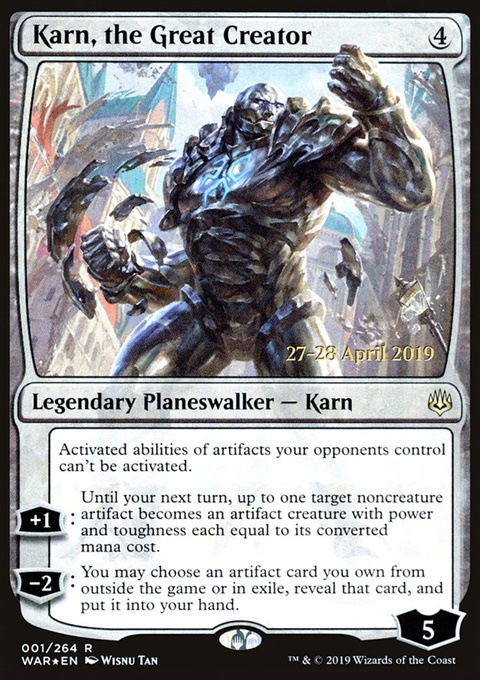 Karn, the Great Creator 4
27-28 April 2019
Legendary Planeswalker — Karn
Activated abilities of artifacts your opponents control
can't be activated.
+1: Until your next turn, up to one target noncreature
artifact becomes an artifact creature with power
and toughness each equal to its converted
mana cost.
-2: You may choose an artifact card you own from
outside the game or in exile, reveal that card, and
put it into your hand.
5
001/264 R
WAR★EN Wisnu Tan
™ & © 2019 Wizards of the Coast